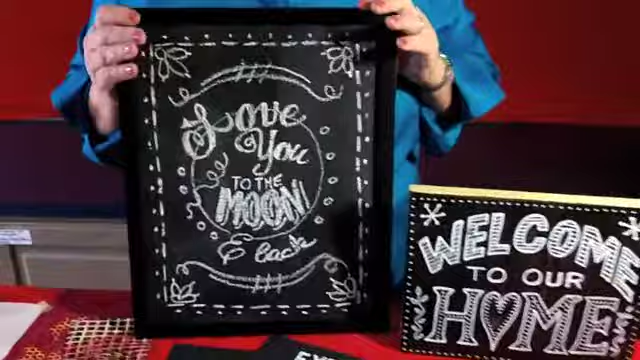 Love
You
TO THE
MOON
& back
WELCOME
TO OUR
HOME